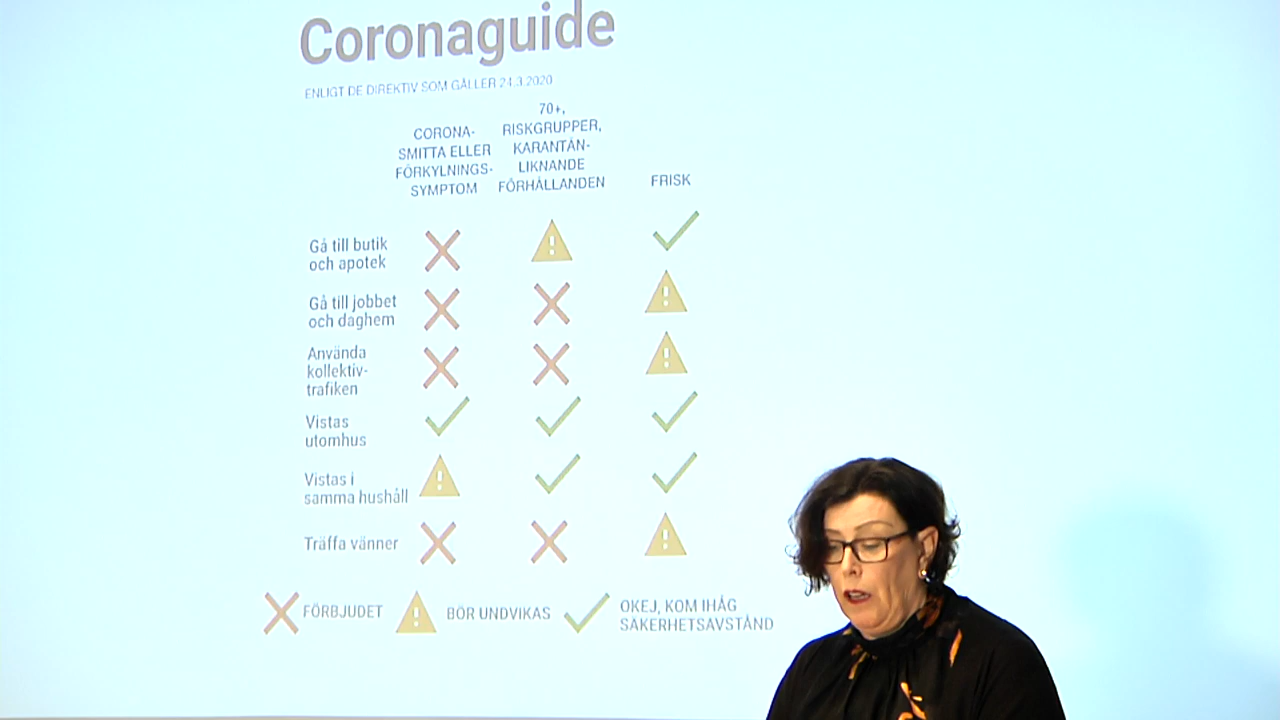 Coronaguide
ENLIGT DE DIREKTIV SOM GÄLLER 24.3.2020
CORONA-
SMITTA ELLER
FÖRKYLNINGS-
SYMPTOM
70+,
RISKGRUPPER,
KARANTÄN-
LIKNANDE
FÖRHÅLLANDEN
FRISK
Gå till butik
och apotek
Gå till jobbet
och daghem
Använda
kollektiv-
trafiken
Vistas
utomhus
Vistas i
samma hushåll
Träffa vänner
FÖRBJUDET
BÖR UNDVIKAS
OKEJ, KOM IHÅG
SÄKERHETSAVSTÅND